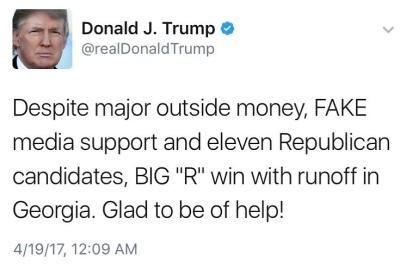 Donald J. Trump
@realDonaldTrump
Despite major outside money, FAKE
media support and eleven Republican
candidates, BIG "R" win with runoff in
Georgia. Glad to be of help!
4/19/17, 12:09 AM